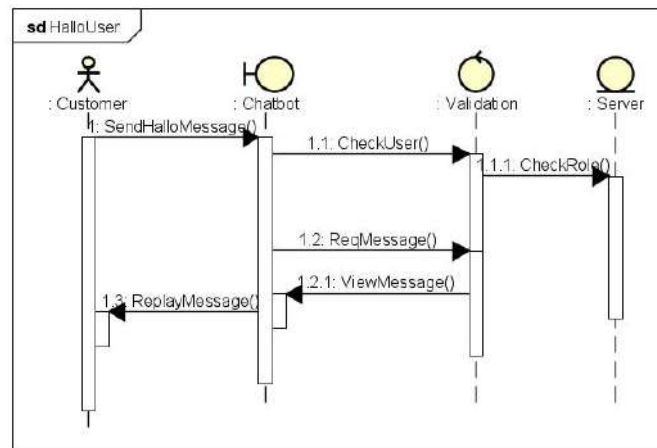 sd HalloUser
: Customer
: Chatbot
: Validation
: Server
1: SendHalloMessage()
1.1: CheckUser()
1.1.1: CheckRole()
1.2: ReqMessage()
1.2.1: ViewMessage()
1.3: ReplayMessage()